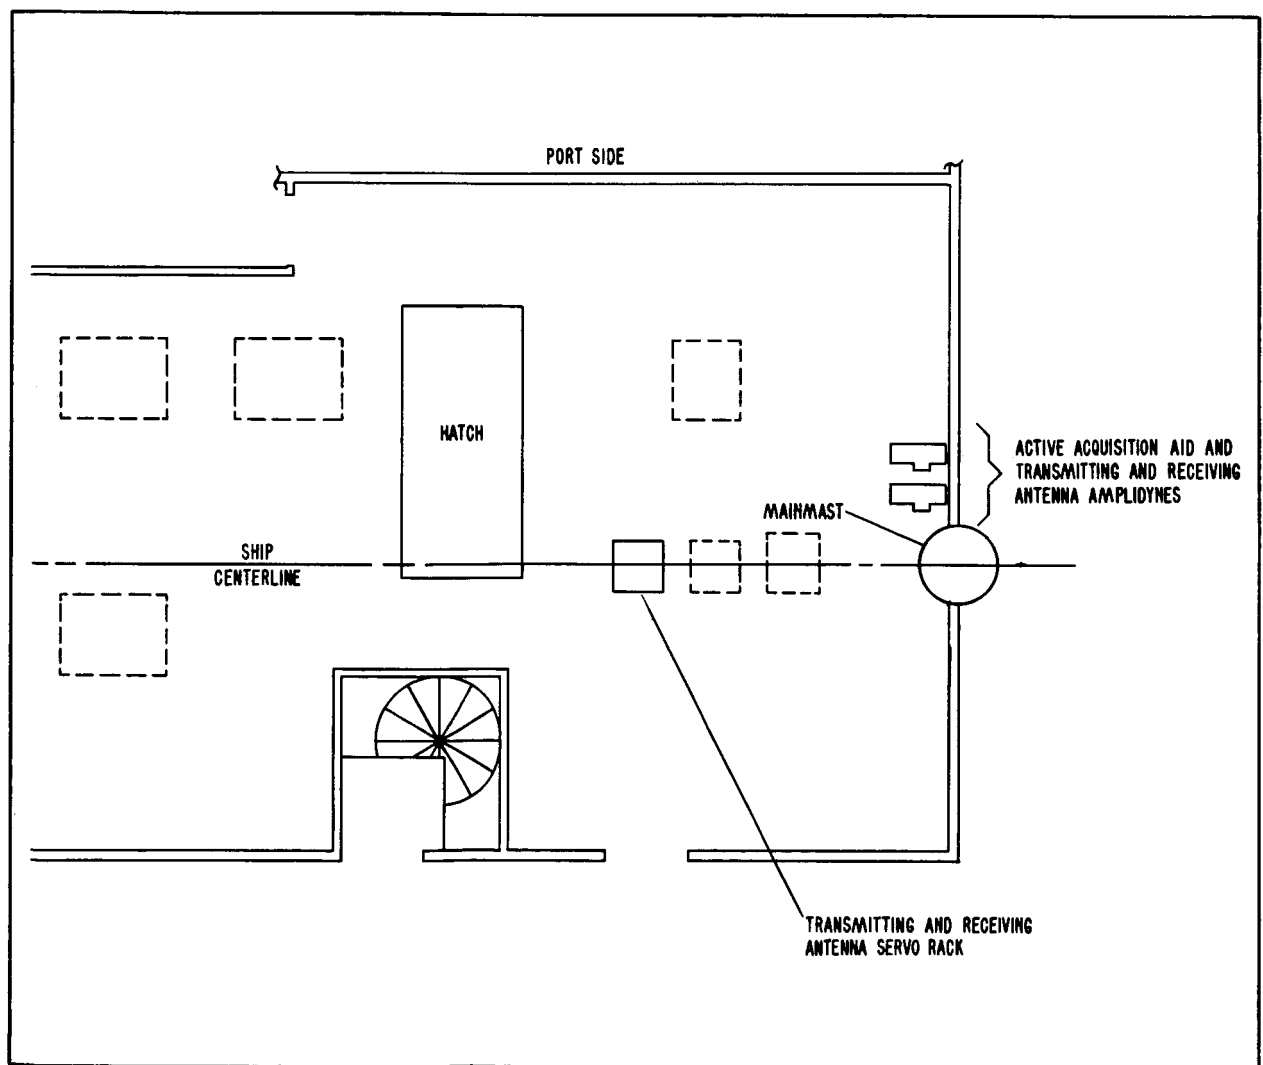 PORT SIDE
HATCH
ACTIVE ACQUISITION AID AND
TRANSMITTING AND RECEIVING
ANTENNA AMPLIDYNES
MAINMAST
SHIP
CENTERLINE
TRANSMITTING AND RECEIVING
ANTENNA SERVO RACK